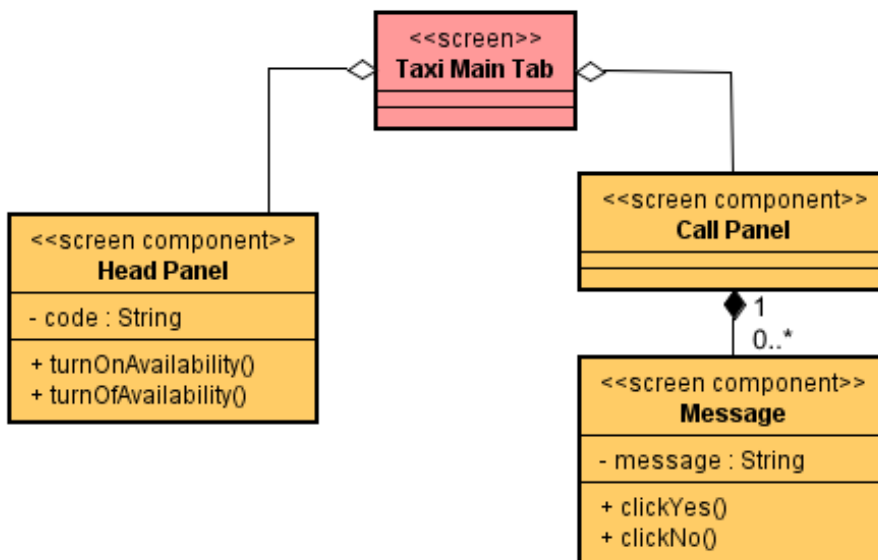 <<screen>>
Taxi Main Tab
<<screen component>>
Head Panel
- code : String
+ turnOnAvailability()
+ turnOfAvailability()
<<screen component>>
Call Panel
1
0..*
<<screen component>>
Message
- message : String
+ clickYes()
+ clickNo()